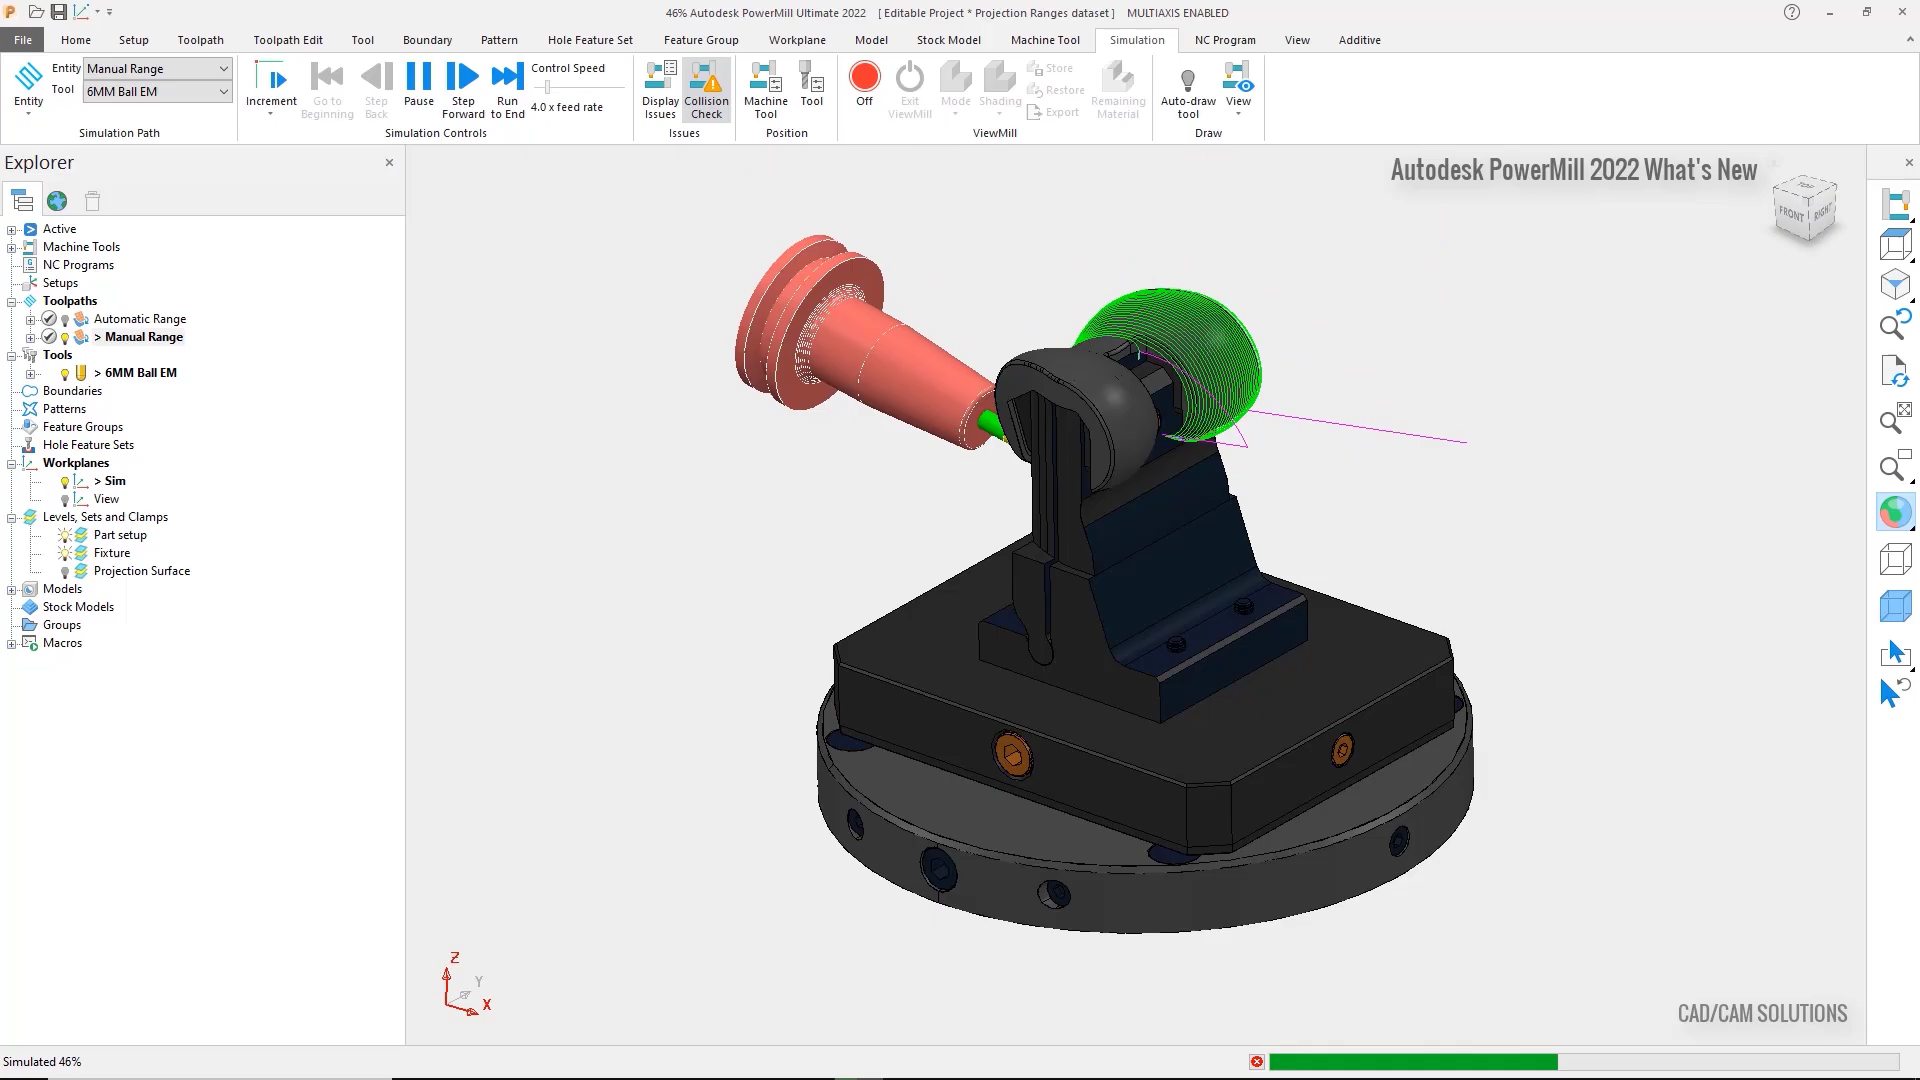 46% Autodesk PowerMill Ultimate 2022 [ Editable Project * Projection Ranges dataset ] MULTIAXIS ENABLED
File Home Setup Toolpath Toolpath Edit Tool Boundary Pattern Hole Feature Set Feature Group Workplane Model Stock Model Machine Tool Simulation NC Program View Additive
Entity
Entity Manual Range
Tool 6MM Ball EM
Simulation Path
Increment
Go to Beginning
Step Back
Pause
Step Forward
Run to End
Control Speed
4.0 x feed rate
Simulation Controls
Display Issues
Collision Check
Issues
Machine Tool
Tool
Position
Off
Exit ViewMill
Mode
Shading
Store
Restore
Export
Remaining Material
ViewMill
Auto-draw tool
View
Draw
Explorer
Active
Machine Tools
NC Programs
Setups
Toolpaths
Automatic Range
> Manual Range
Tools
> 6MM Ball EM
Boundaries
Patterns
Feature Groups
Hole Feature Sets
Workplanes
> Sim
View
Levels, Sets and Clamps
Part setup
Fixture
Projection Surface
Models
Stock Models
Groups
Macros
Autodesk PowerMill 2022 What's New
TOP
FRONT
RIGHT
Z
Y
X
CAD/CAM SOLUTIONS
Simulated 46%